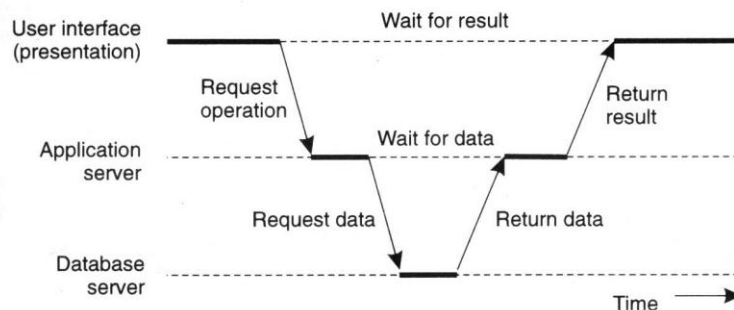 User interface
(presentation)
Wait for result
Request
operation
Return
result
Application
server
Wait for data
Request data
Return data
Database
server
Time